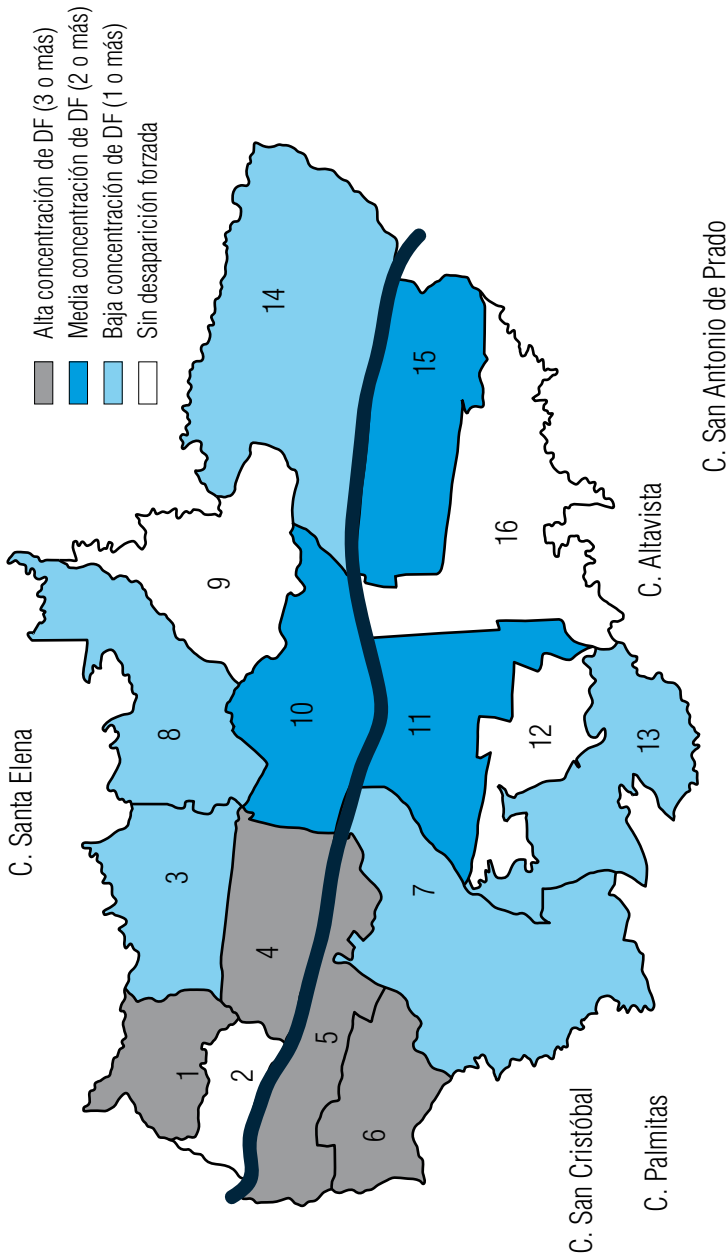 Alta concentración de DF (3 o más)
Media concentración de DF (2 o más)
Baja concentración de DF (1 o más)
Sin desaparición forzada
C. Santa Elena
1
2
3
4
5
6
7
8
9
10
11
12
13
14
15
16
C. San Cristóbal
C. Palmitas
C. Altavista
C. San Antonio de Prado